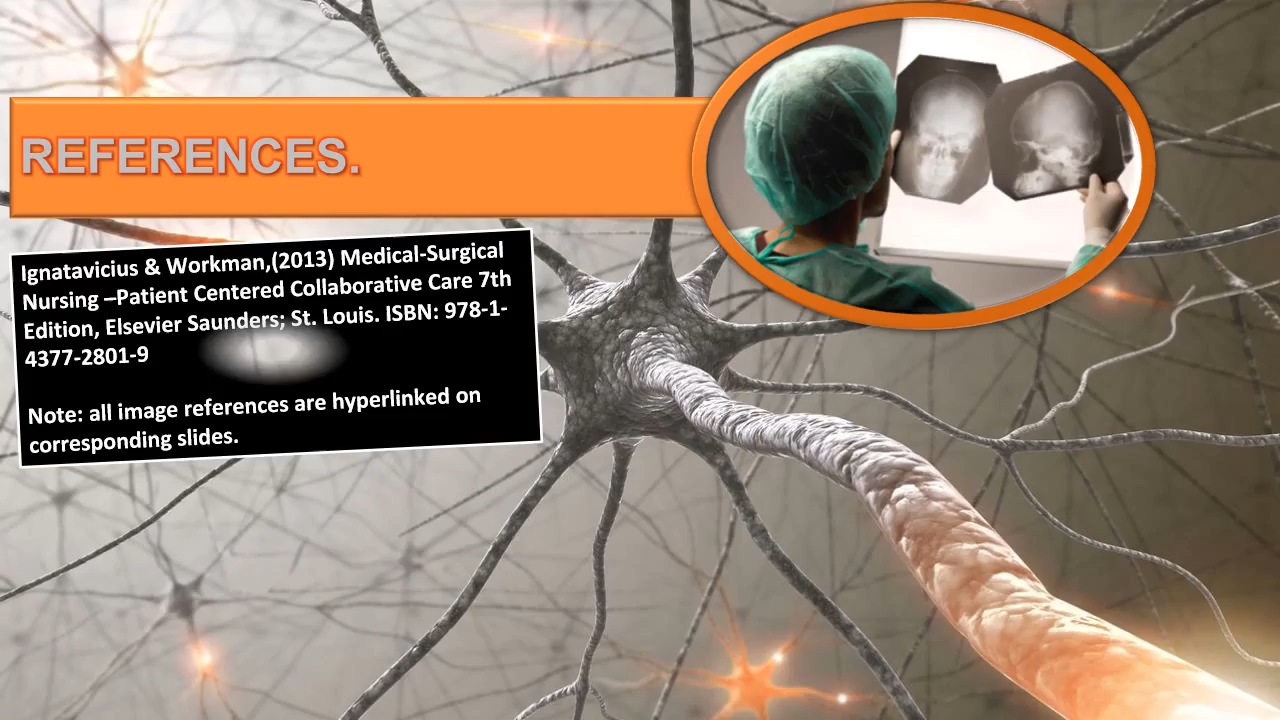 REFERENCES.
Ignatavicius & Workman,(2013) Medical-Surgical
Nursing –Patient Centered Collaborative Care 7th
Edition, Elsevier Saunders; St. Louis. ISBN: 978-1-
4377-2801-9
Note: all image references are hyperlinked on
corresponding slides.